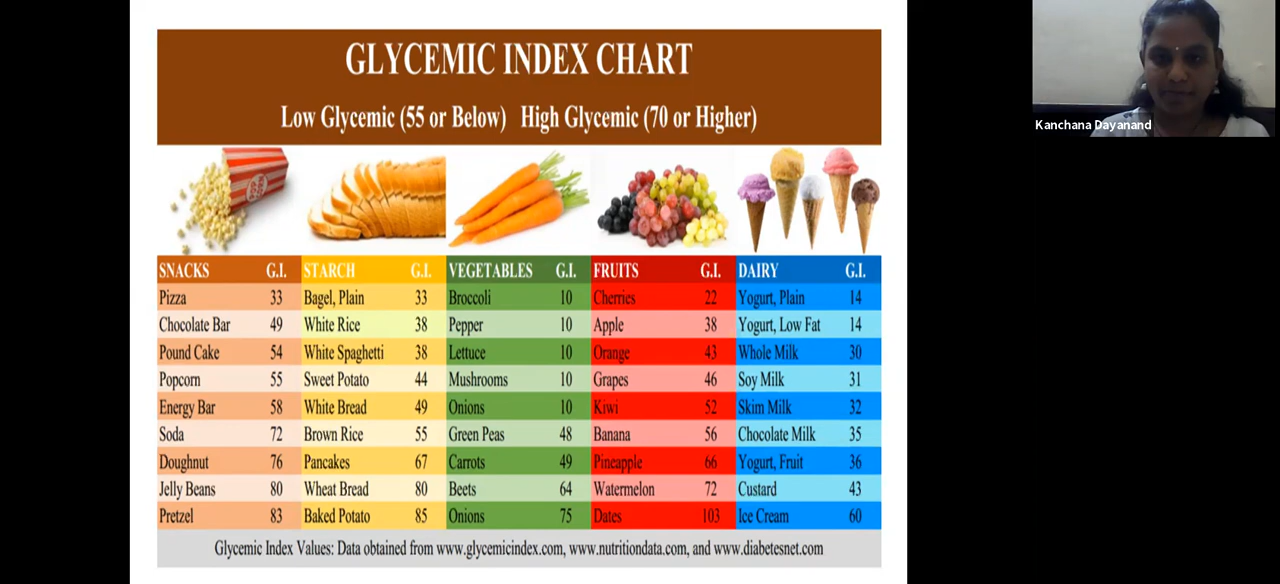 GLYCEMIC INDEX CHART
Low Glycemic (55 or Below) High Glycemic (70 or Higher)
Kanchana Dayanand
POP CORN
SNACKS G.I. STARCH G.I. VEGETABLES G.I. FRUITS G.I. DAIRY G.I.
Pizza 33 Bagel, Plain 33 Broccoli 10 Cherries 22 Yogurt, Plain 14
Chocolate Bar 49 White Rice 38 Pepper 10 Apple 38 Yogurt, Low Fat 14
Pound Cake 54 White Spaghetti 38 Lettuce 10 Orange 43 Whole Milk 30
Popcorn 55 Sweet Potato 44 Mushrooms 10 Grapes 46 Soy Milk 31
Energy Bar 58 White Bread 49 Onions 10 Kiwi 52 Skim Milk 32
Soda 72 Brown Rice 55 Green Peas 48 Banana 56 Chocolate Milk 35
Doughnut 76 Pancakes 67 Carrots 49 Pineapple 66 Yogurt, Fruit 36
Jelly Beans 80 Wheat Bread 80 Beets 64 Watermelon 72 Custard 43
Pretzel 83 Baked Potato 85 Onions 75 Dates 103 Ice Cream 60
Glycemic Index Values: Data obtained from www.glycemicindex.com, www.nutritiondata.com, and www.diabetesnet.com